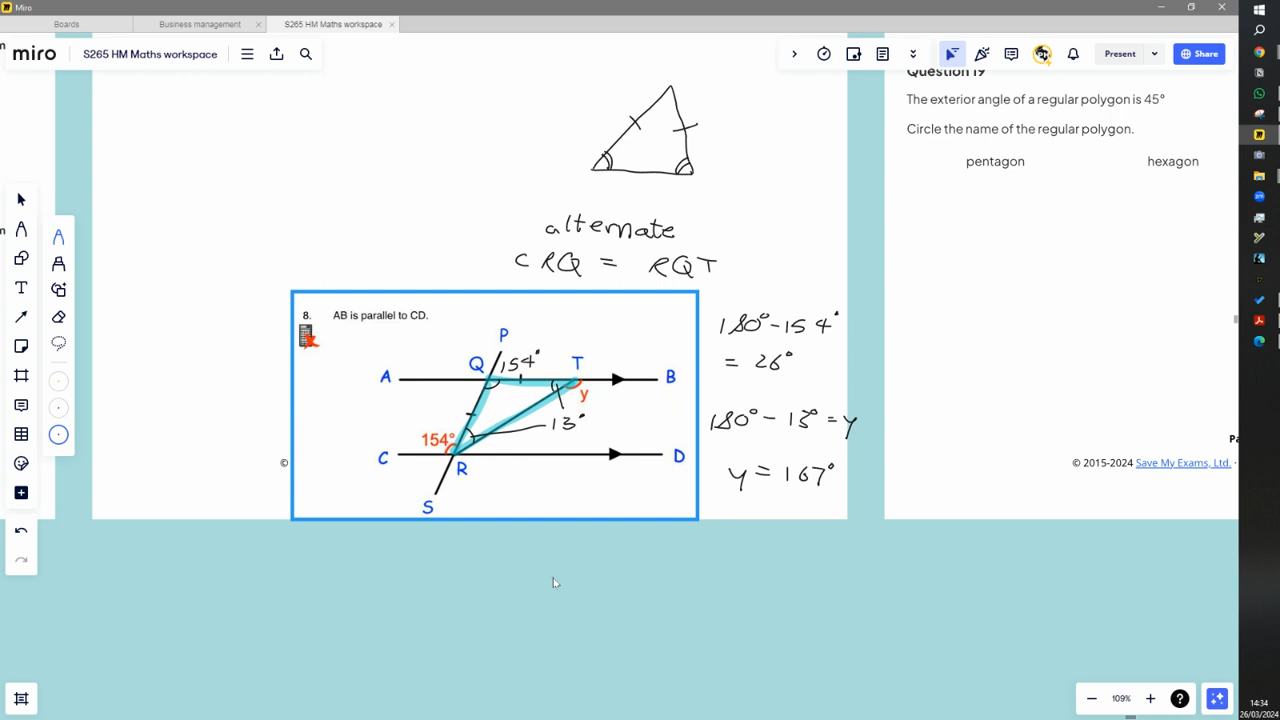 Miro
Boards
Business management
S265 HM Maths workspace
miro
S265 HM Maths workspace
Present
Share
Question 19
The exterior angle of a regular polygon is 45°
Circle the name of the regular polygon.
pentagon
hexagon
alternate
CRQ = RQT
8. AB is parallel to CD.
P
Q
154°
T
A
B
y
13°
154°
C
R
D
S
180° - 154°
= 26°
180° - 13° = y
y = 167°
©
© 2015-2024 Save My Exams, Ltd. ·
109%
14:34
26/03/2024